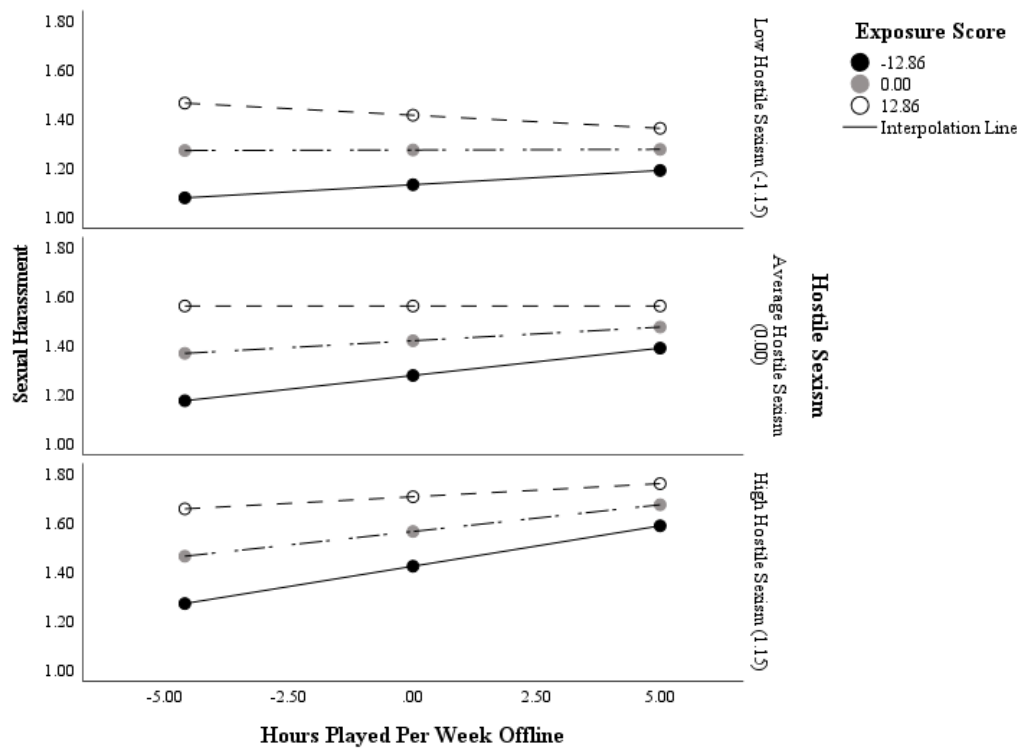 1.80
1.60
1.40
1.20
1.00
Low Hostile Sexism (-1.15)
Exposure Score
-12.86
0.00
12.86
Interpolation Line
Sexual Harassment
1.80
1.60
1.40
1.20
1.00
Average Hostile Sexism
(0.00)
Hostile Sexism
1.80
1.60
1.40
1.20
1.00
High Hostile Sexism (1.15)
-5.00 -2.50 .00 2.50 5.00
Hours Played Per Week Offline